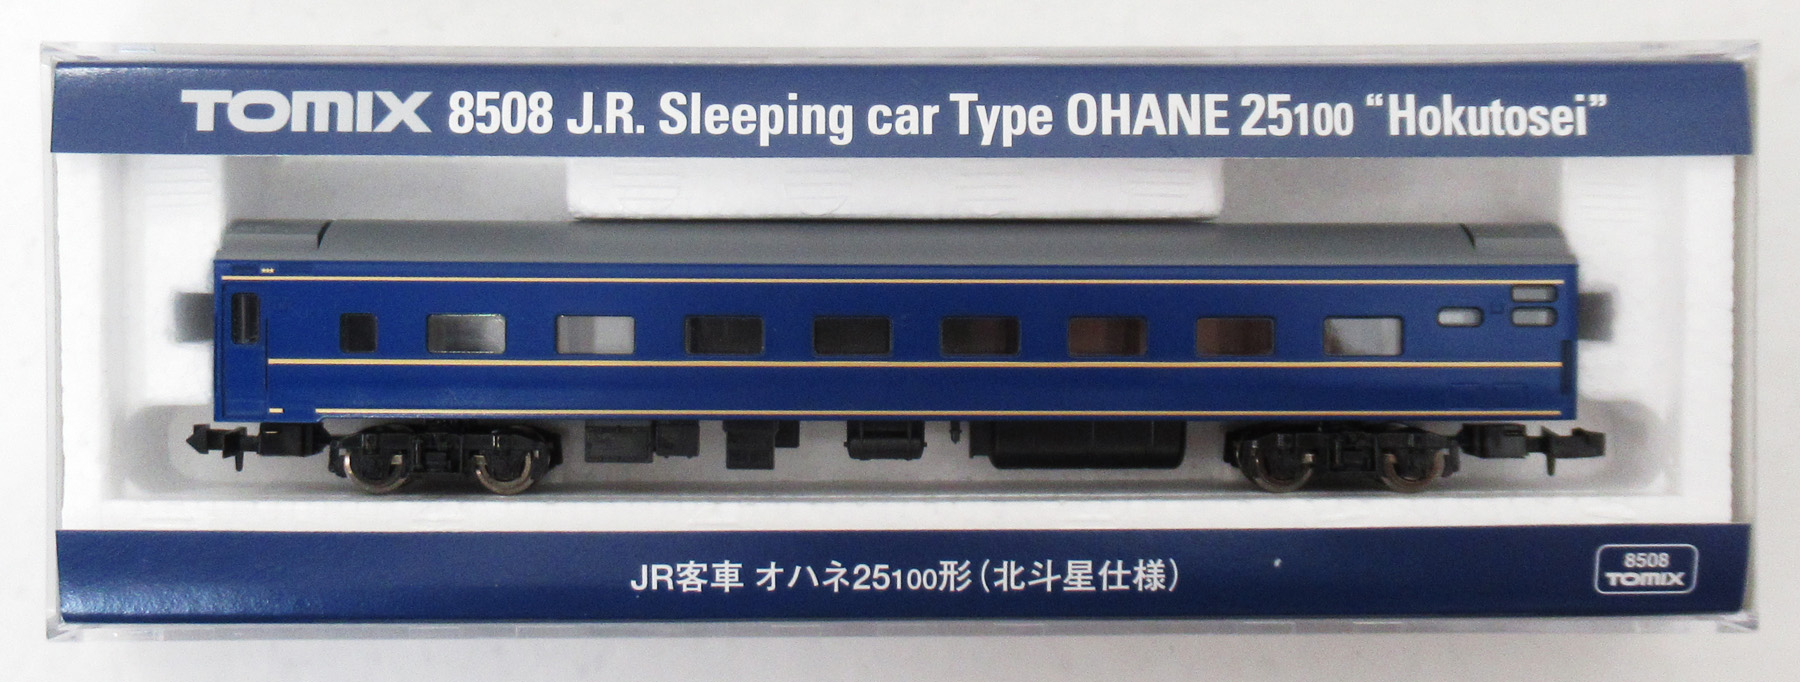 TOMIX 8508 J.R. Sleeping car Type OHANE 25100 “Hokutosei”
JR客車 オハネ25100形(北斗星仕様)
8508
TOMIX